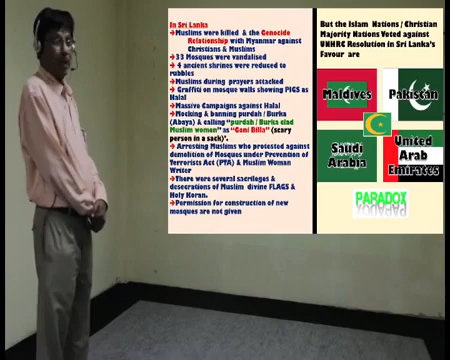 In Sri Lanka
➔Muslims were killed & the Genocide
Relationship with Myanmar against
Christians & Muslims
➔33 Mosques were vandalised
➔ 4 ancient shrines were reduced to
rubbles
➔Muslims during prayers attacked
➔ Graffiti on mosque walls showing PIGS as
Halal
➔Massive Campaigns against Halal
➔Mocking & banning purdah / Burka
(Abaya) & calling "purdah / Burka clad
Muslim women" as "Goni Billa" (scary
person in a sack)".
➔ Arresting Muslims who protested against
demolition of Mosques under Prevention of
Terrorists Act (PTA) & Muslim Woman
Writer
➔There were several sacrileges &
desecrations of Muslim divine FLAGS &
Holy Koran.
➔Permission for construction of new
mosques are not given
But the Islam Nations / Christian
Majority Nations Voted against
UNHRC Resolution in Sri Lanka's
Favour are
Maldives
Pakistan
Saudi
Arabia
United
Arab
Emirates
PARADOX